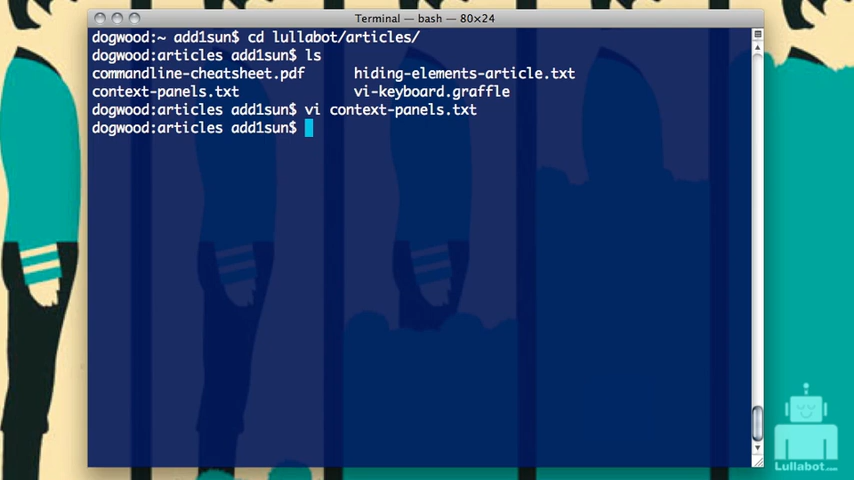 Terminal — bash — 80×24
dogwood:~ add1sun$ cd lullabot/articles/
dogwood:articles add1sun$ ls
commandline-cheatsheet.pdf hiding-elements-article.txt
context-panels.txt vi-keyboard.graffle
dogwood:articles add1sun$ vi context-panels.txt
dogwood:articles add1sun$
Lullabot.com